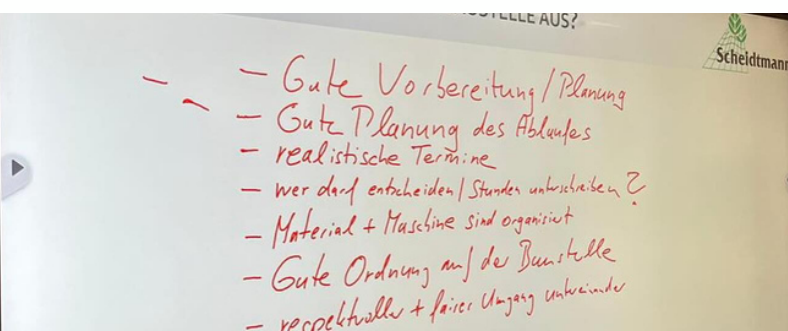 STELLE AUS?
Scheidtmann
- Gute Vorbereitung / Planung
- Gute Planung des Ablaufes
- realistische Termine
- wer darf entscheiden / Stunden unterschreiben?
- Material + Maschine sind organisiert
- Gute Ordnung auf der Baustelle
- respektvoller + fairer Umgang untereinander